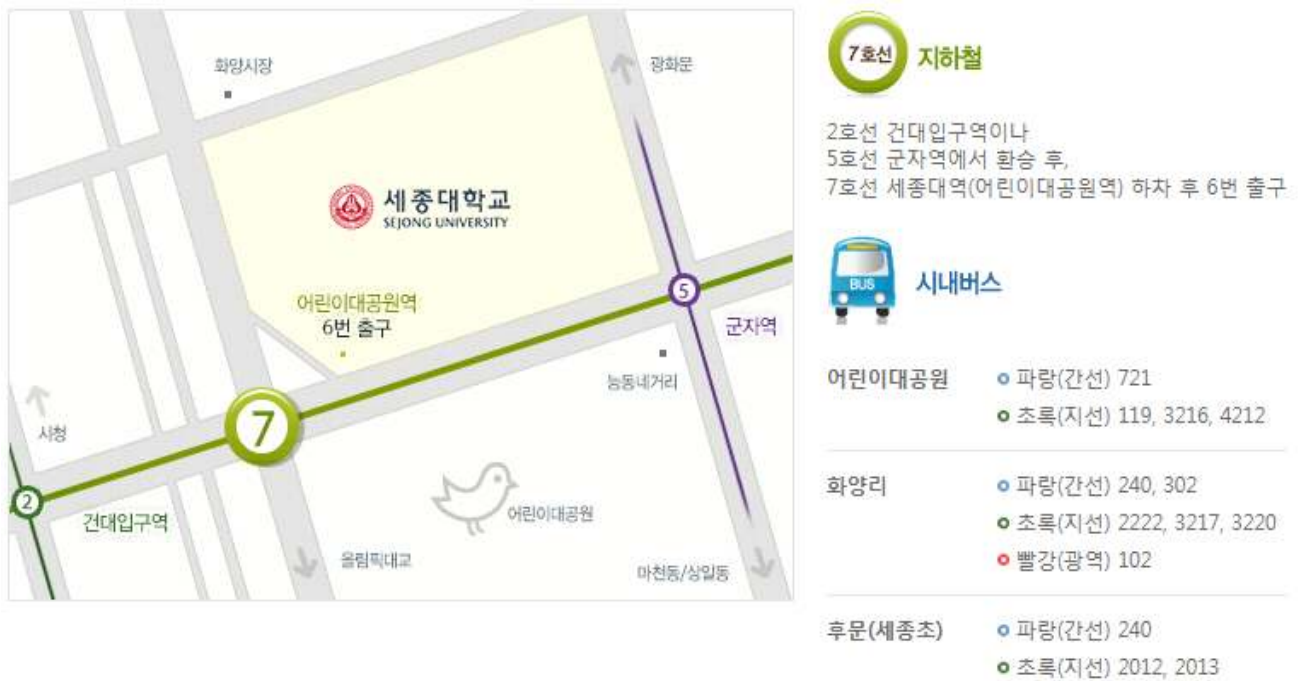 화양시장
광화문
세종대학교
SEJONG UNIVERSITY
어린이대공원역
6번 출구
5
군자역
능동네거리
시청
7
2
건대입구역
어린이대공원
올림픽대교
마천동/상일동
7호선 지하철
2호선 건대입구역이나
5호선 군자역에서 환승 후,
7호선 세종대역(어린이대공원역) 하차 후 6번 출구
BUS 시내버스
어린이대공원 파랑(간선) 721
초록(지선) 119, 3216, 4212
화양리 파랑(간선) 240, 302
초록(지선) 2222, 3217, 3220
빨강(광역) 102
후문(세종초) 파랑(간선) 240
초록(지선) 2012, 2013